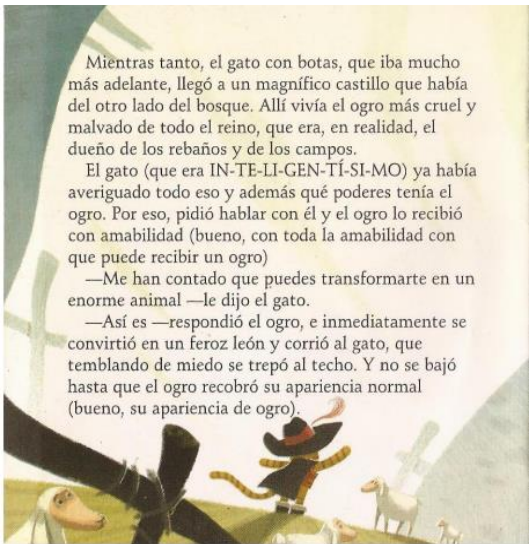 Mientras tanto, el gato con botas, que iba mucho
más adelante, llegó a un magnífico castillo que había
del otro lado del bosque. Allí vivía el ogro más cruel y
malvado de todo el reino, que era, en realidad, el
dueño de los rebaños y de los campos.
El gato (que era IN-TE-LI-GEN-TÍ-SI-MO) ya había
averiguado todo eso y además qué poderes tenía el
ogro. Por eso, pidió hablar con él y el ogro lo recibió
con amabilidad (bueno, con toda la amabilidad con
que puede recibir un ogro)
—Me han contado que puedes transformarte en un
enorme animal —le dijo el gato.
—Así es —respondió el ogro, e inmediatamente se
convirtió en un feroz león y corrió al gato, que
temblando de miedo se trepó al techo. Y no se bajó
hasta que el ogro recobró su apariencia normal
(bueno, su apariencia de ogro).